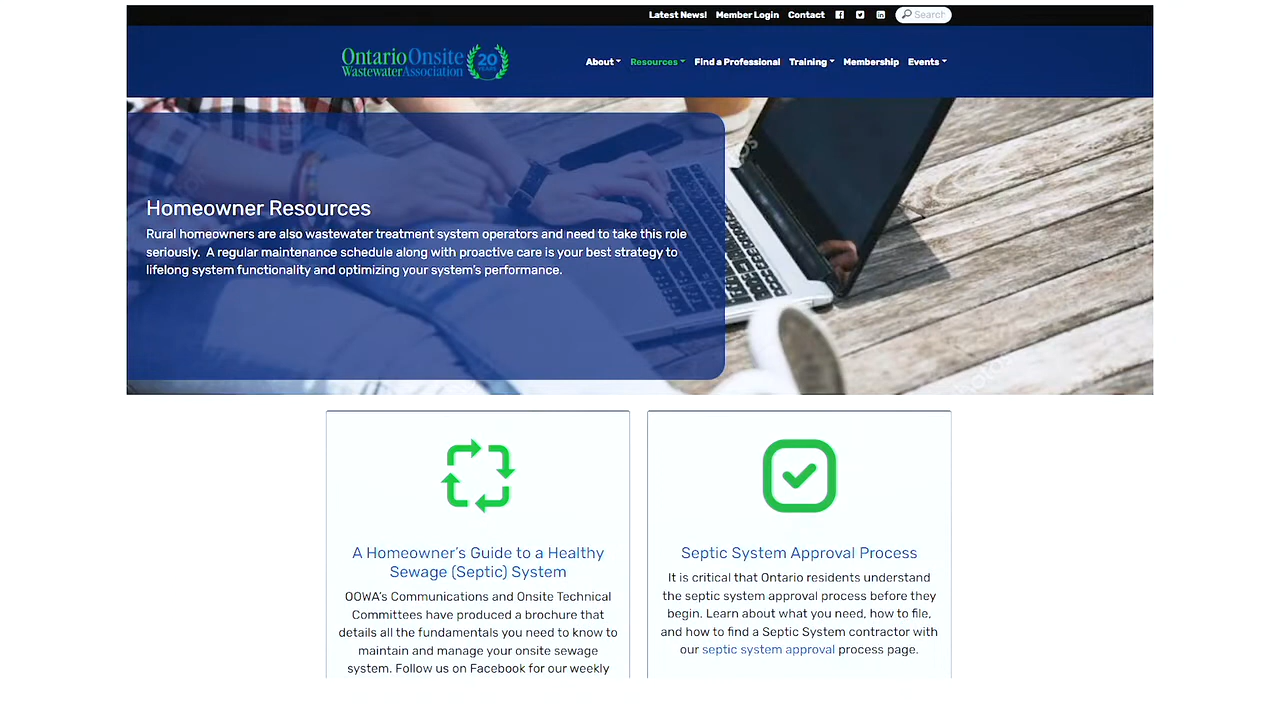 Latest News! Member Login Contact Search
Ontario Onsite
Wastewater Association
20
YEARS
About Resources Find a Professional Training Membership Events
Homeowner Resources
Rural homeowners are also wastewater treatment system operators and need to take this role
seriously. A regular maintenance schedule along with proactive care is your best strategy to
lifelong system functionality and optimizing your system's performance.
A Homeowner's Guide to a Healthy
Sewage (Septic) System
OOWA's Communications and Onsite Technical
Committees have produced a brochure that
details all the fundamentals you need to know to
maintain and manage your onsite sewage
system. Follow us on Facebook for our weekly
Septic System Approval Process
It is critical that Ontario residents understand
the septic system approval process before they
begin. Learn about what you need, how to file,
and how to find a Septic System contractor with
our septic system approval process page.